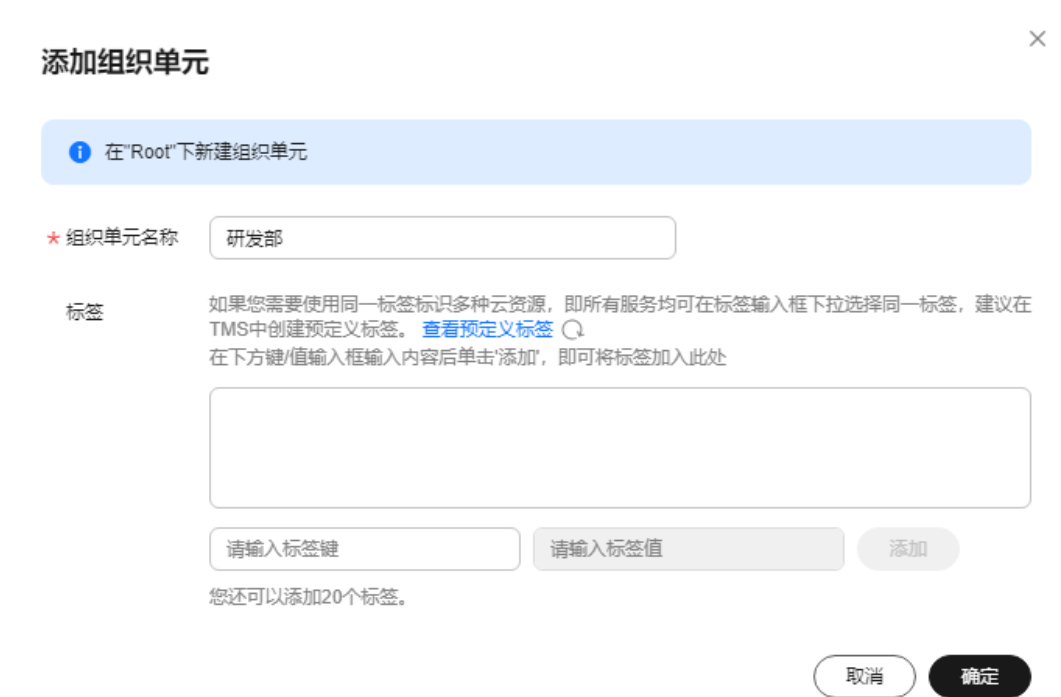 添加组织单元
在"Root"下新建组织单元
* 组织单元名称 研发部
标签 如果您需要使用同一标签标识多种云资源，即所有服务均可在标签输入框下拉选择同一标签，建议在
TMS中创建预定义标签。 查看预定义标签
在下方键/值输入框输入内容后单击'添加'，即可将标签加入此处
请输入标签键 请输入标签值 添加
您还可以添加20个标签。
取消 确定